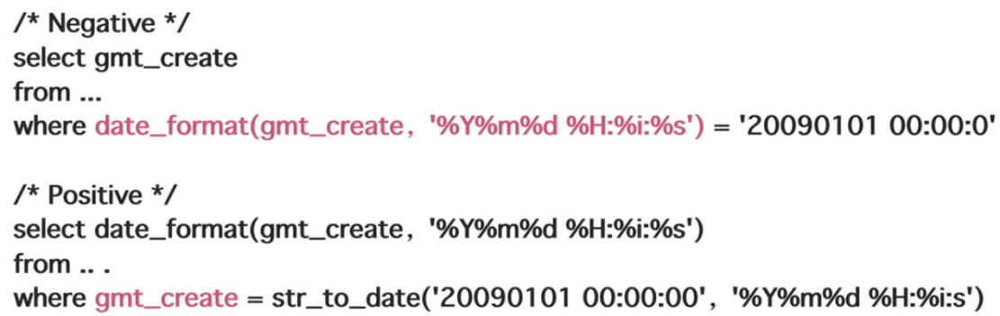 /* Negative */
select gmt_create
from ...
where date_format(gmt_create, '%Y%m%d %H:%i:%s') = '20090101 00:00:0'
/* Positive */
select date_format(gmt_create, '%Y%m%d %H:%i:%s')
from .. .
where gmt_create = str_to_date('20090101 00:00:00', '%Y%m%d %H:%i:s')